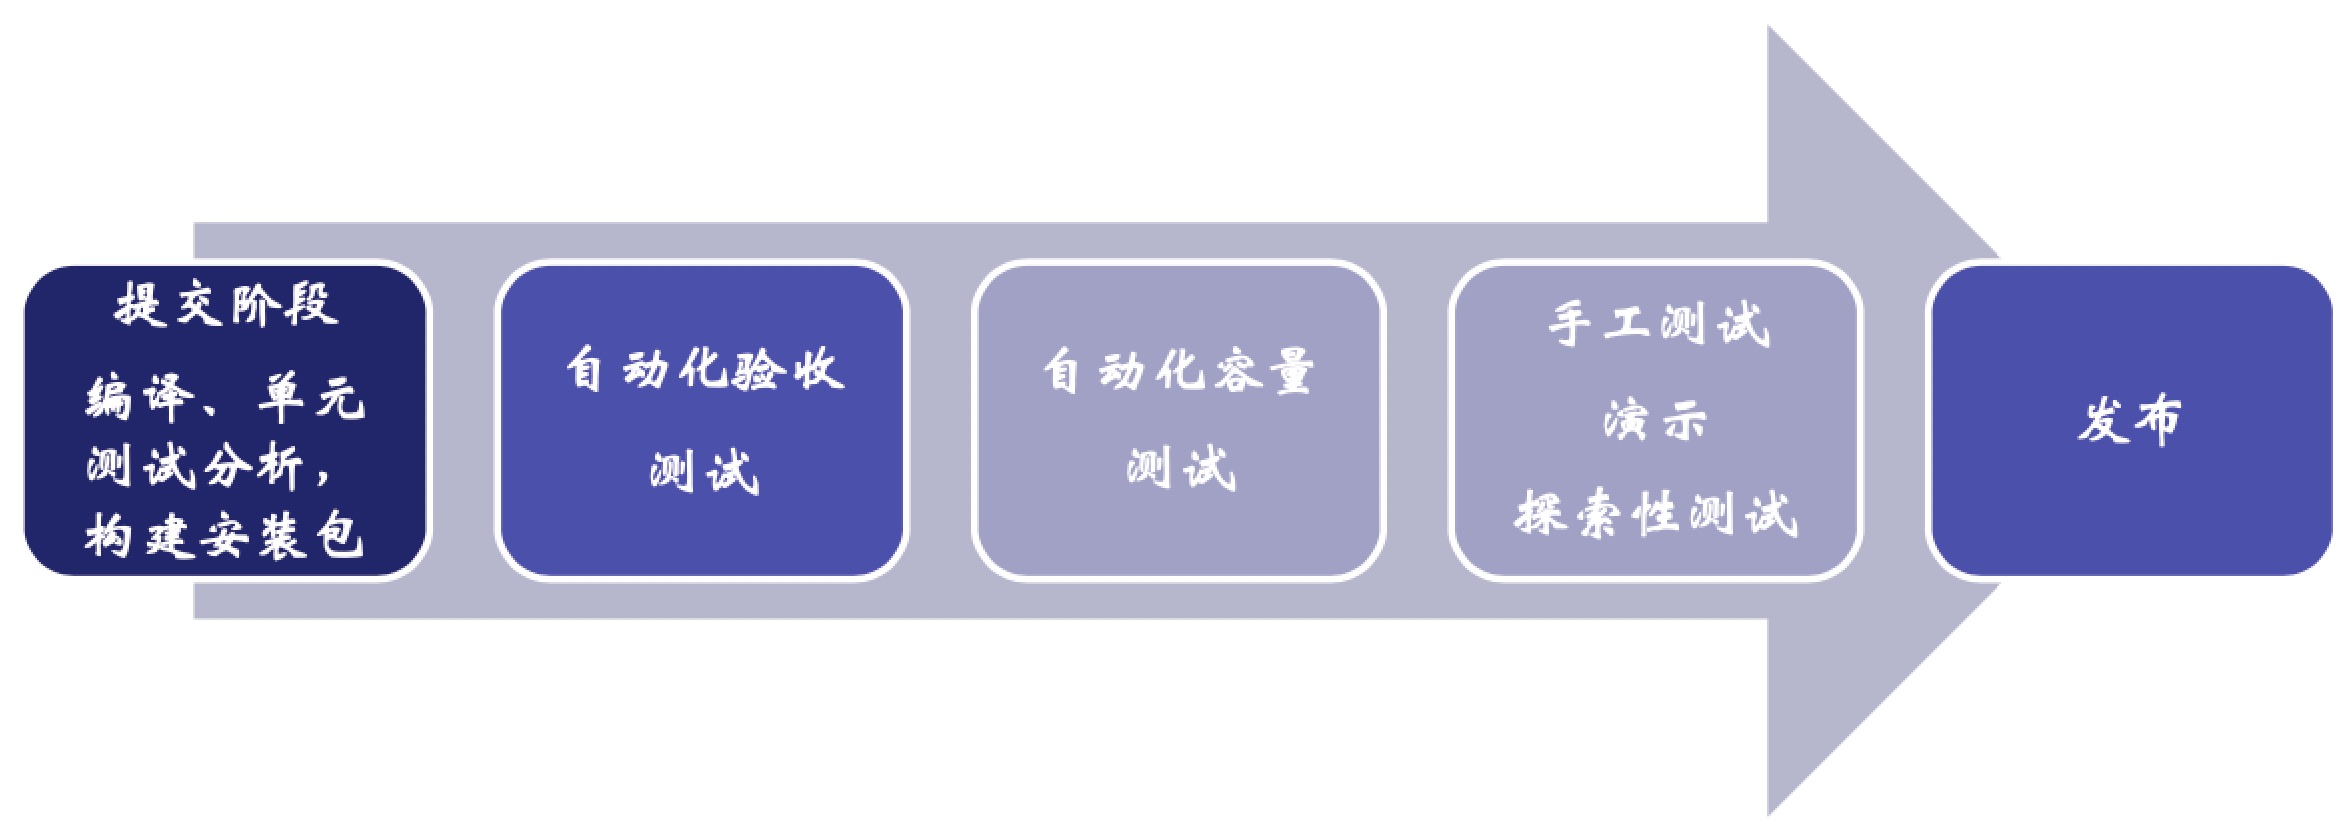 提交阶段
编译、单元
测试分析，
构建安装包
自动化验收
测试
自动化容量
测试
手工测试
演示
探索性测试
发布